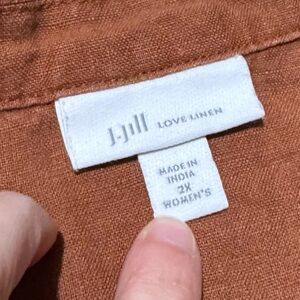 J.Jill LOVE LINEN
MADE IN
INDIA
2X
WOMEN'S